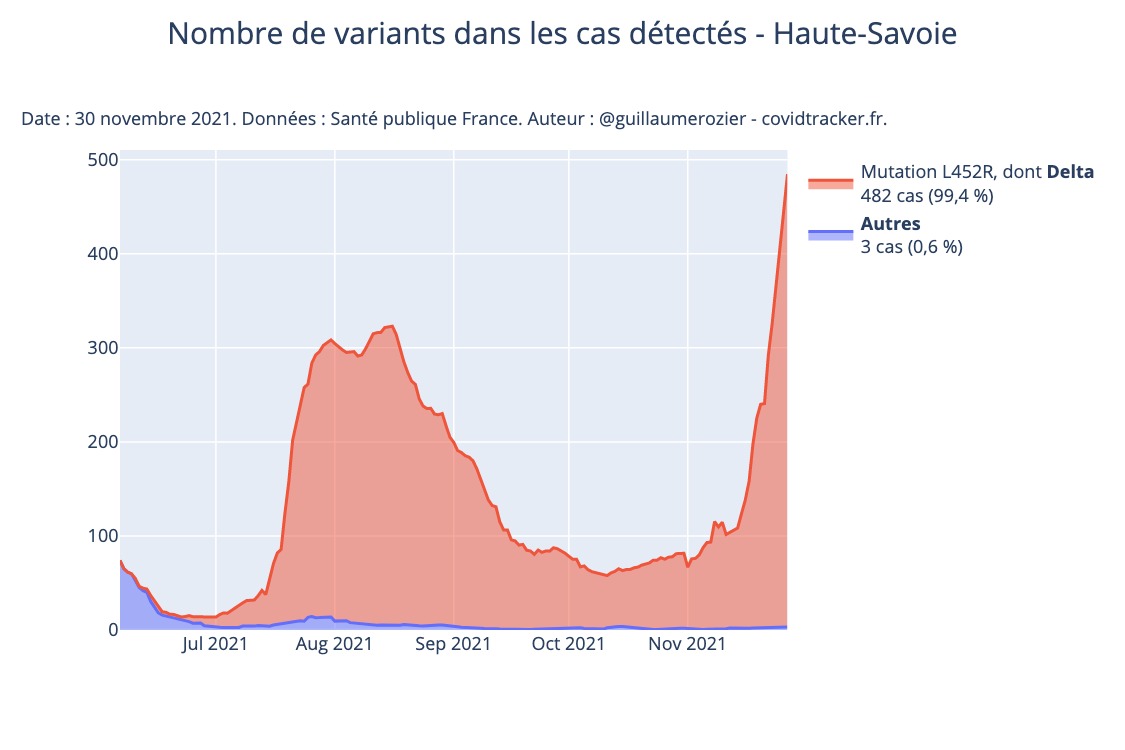 Nombre de variants dans les cas détectés - Haute-Savoie
Date : 30 novembre 2021. Données : Santé publique France. Auteur : @guillaumerozier - covidtracker.fr.
500
400
300
200
100
0
Jul 2021
Aug 2021
Sep 2021
Oct 2021
Nov 2021
Mutation L452R, dont Delta
482 cas (99,4 %)
Autres
3 cas (0,6 %)